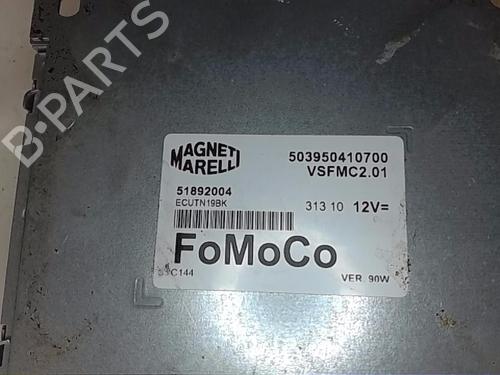 B-PARTS
MAGNETI MARELLI
503950410700
VSFMC2.01
51892004
ECUTN19BK
313 10 12V=
FoMoCo
VER. 90W